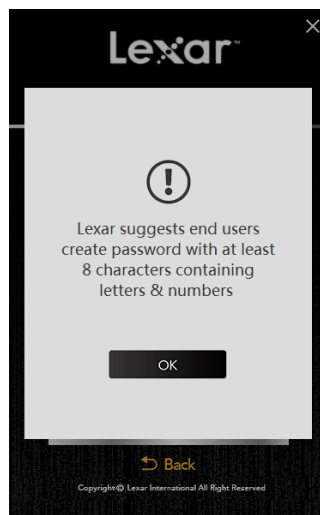 Lexar™
Lexar suggests end users
create password with at least
8 characters containing
letters & numbers
OK
Back
Copyright© Lexar International All Right Reserved